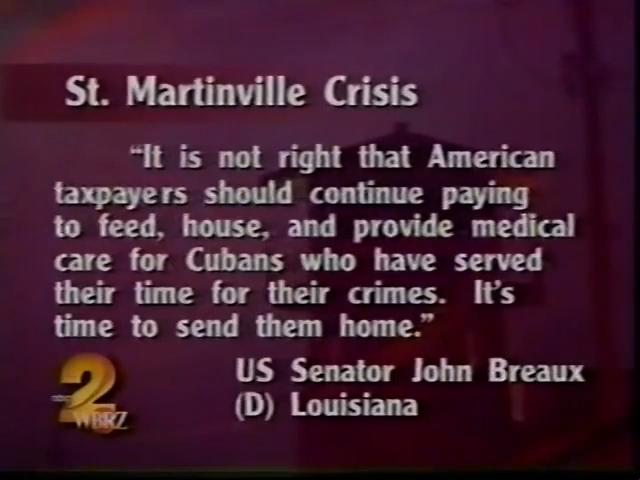 St. Martinville Crisis
"It is not right that American
taxpayers should continue paying
to feed, house, and provide medical
care for Cubans who have served
their time for their crimes. It's
time to send them home."
US Senator John Breaux
(D) Louisiana
2
WBRZ